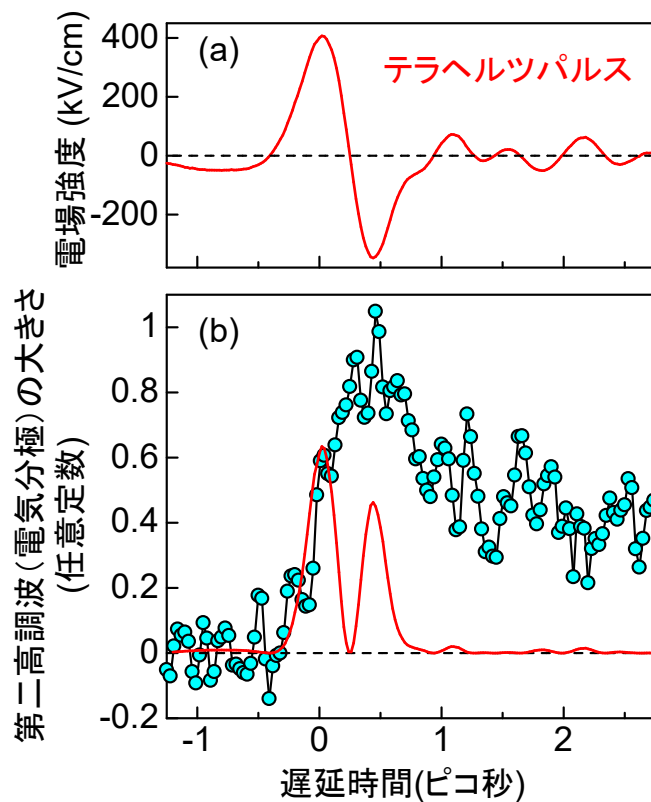 (a)
テラヘルツパルス
400
200
0
-200
電場強度 (kV/cm)
(b)
1
0.8
0.6
0.4
0.2
0
-0.2
第二高調波(電気分極)の大きさ
(任意定数)
-1
0
1
2
遅延時間(ピコ秒)